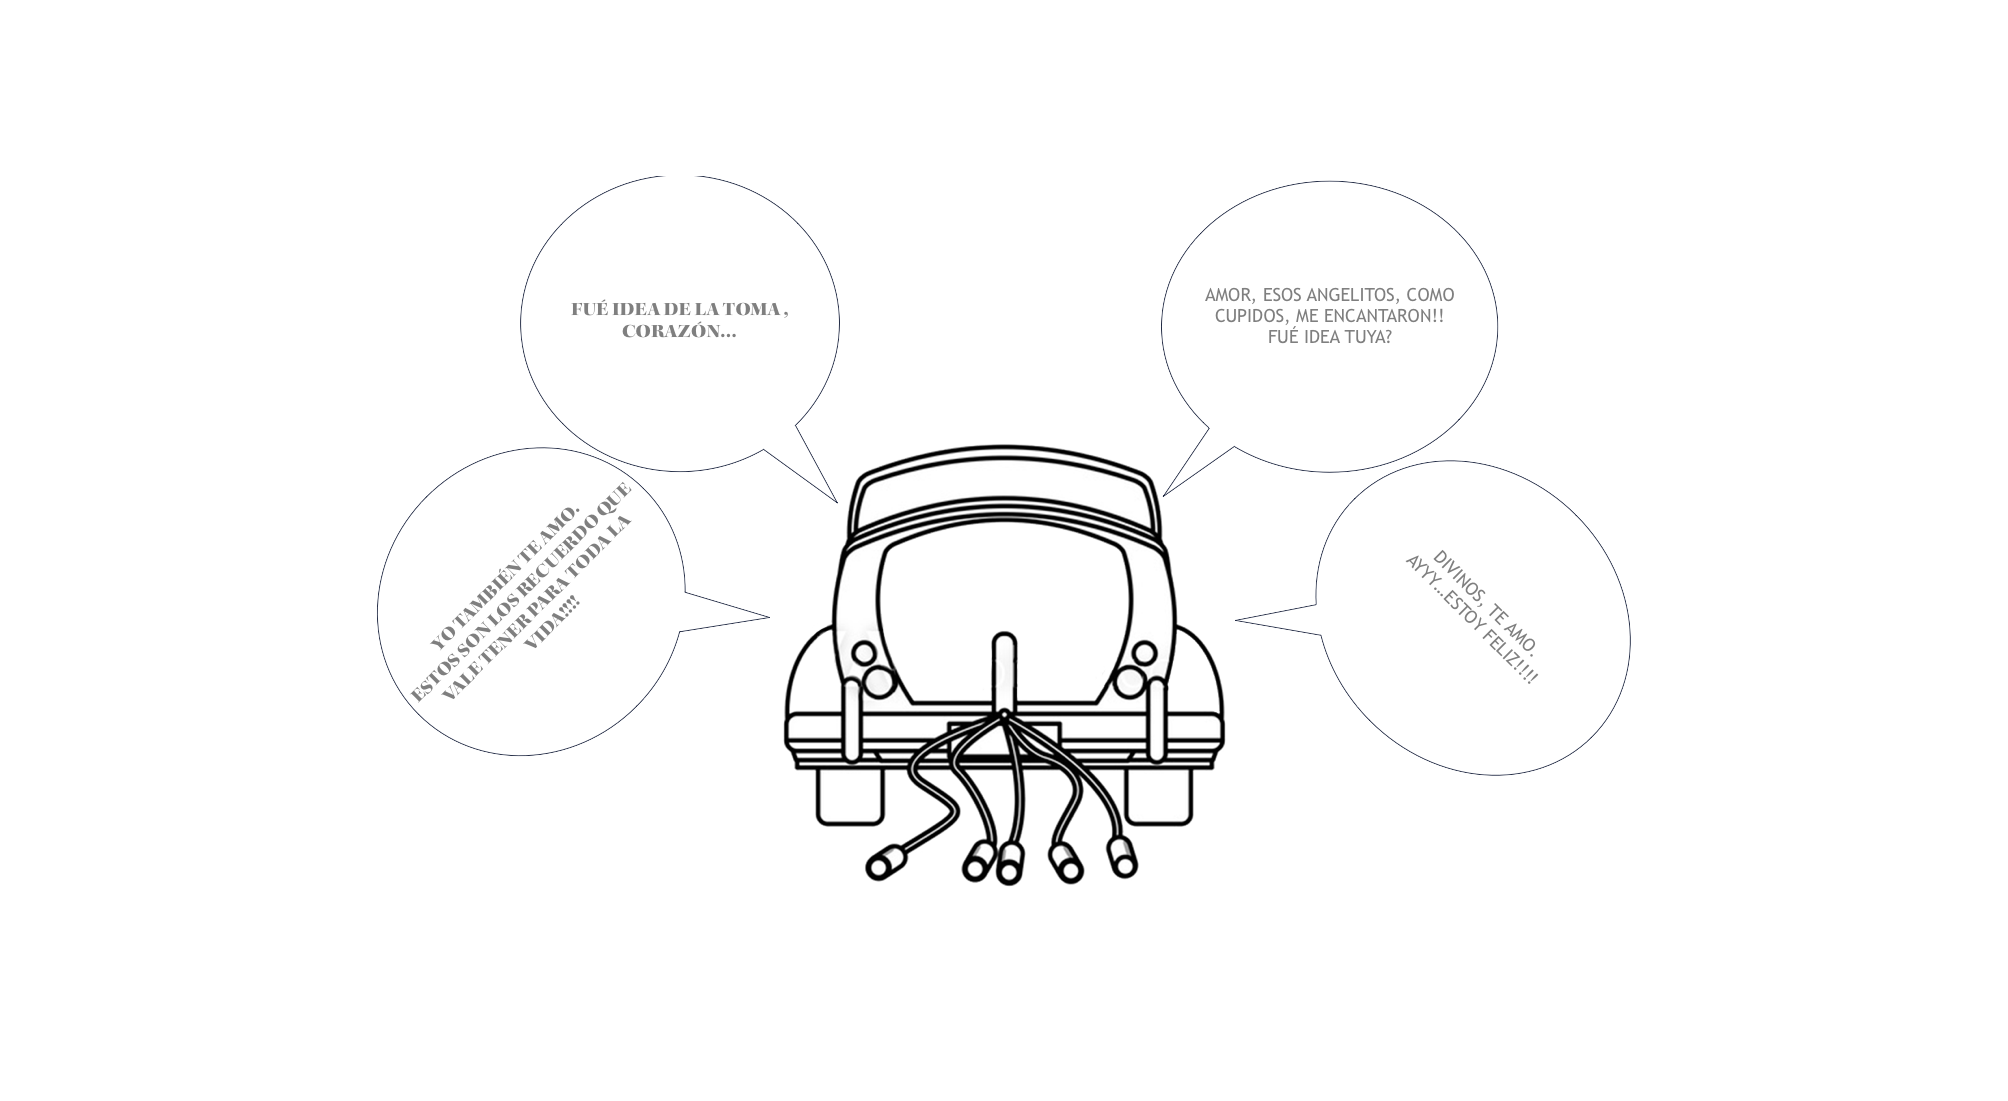 FUÉ IDEA DE LA TOMA ,
CORAZÓN...
AMOR, ESOS ANGELITOS, COMO
CUPIDOS, ME ENCANTARON!!
FUÉ IDEA TUYA?
YO TAMBIÉN TE AMO.
ESTOS SON LOS RECUERDO QUE
VALE TENER PARA TODA LA
VIDA!!!!
DIVINOS, TE AMO.
AYYY...ESTOY FELIZ!!!!